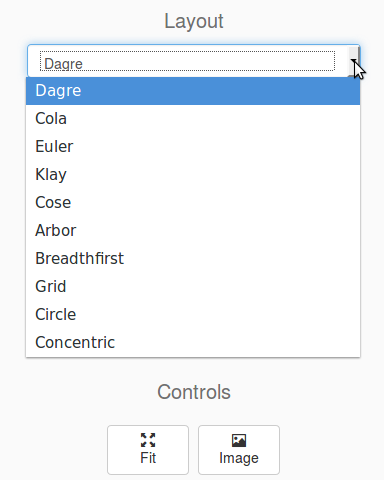 Layout
Dagre
Dagre
Cola
Euler
Klay
Cose
Arbor
Breadthfirst
Grid
Circle
Concentric
Controls
Fit
Image